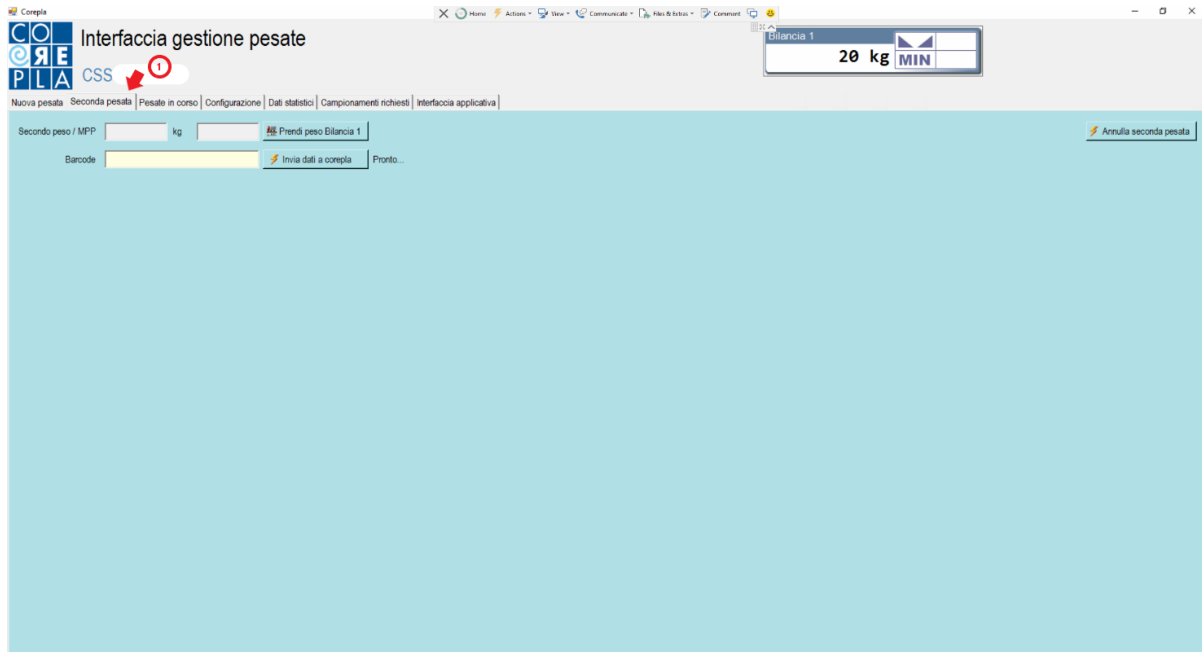 Corepla
Home Actions View Communicate Files & Extras Comment
CO
©RE
PLA
Interfaccia gestione pesate
CSS
1
Bilancia 1
20 kg MIN
Nuova pesata Seconda pesata Pesate in corso Configurazione Dati statistici Campionamenti richiesti Interfaccia applicativa
Secondo peso / MPP kg Prendi peso Bilancia 1 Annulla seconda pesata
Barcode Invia dati a corepla Pronto...